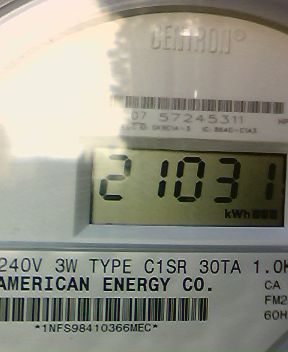 CENTRON®
07 57245311
21031
kWh
240V 3W TYPE C1SR 30TA 1.0K
AMERICAN ENERGY CO. CA
FM2
60H
*1NFS98410366MEC*